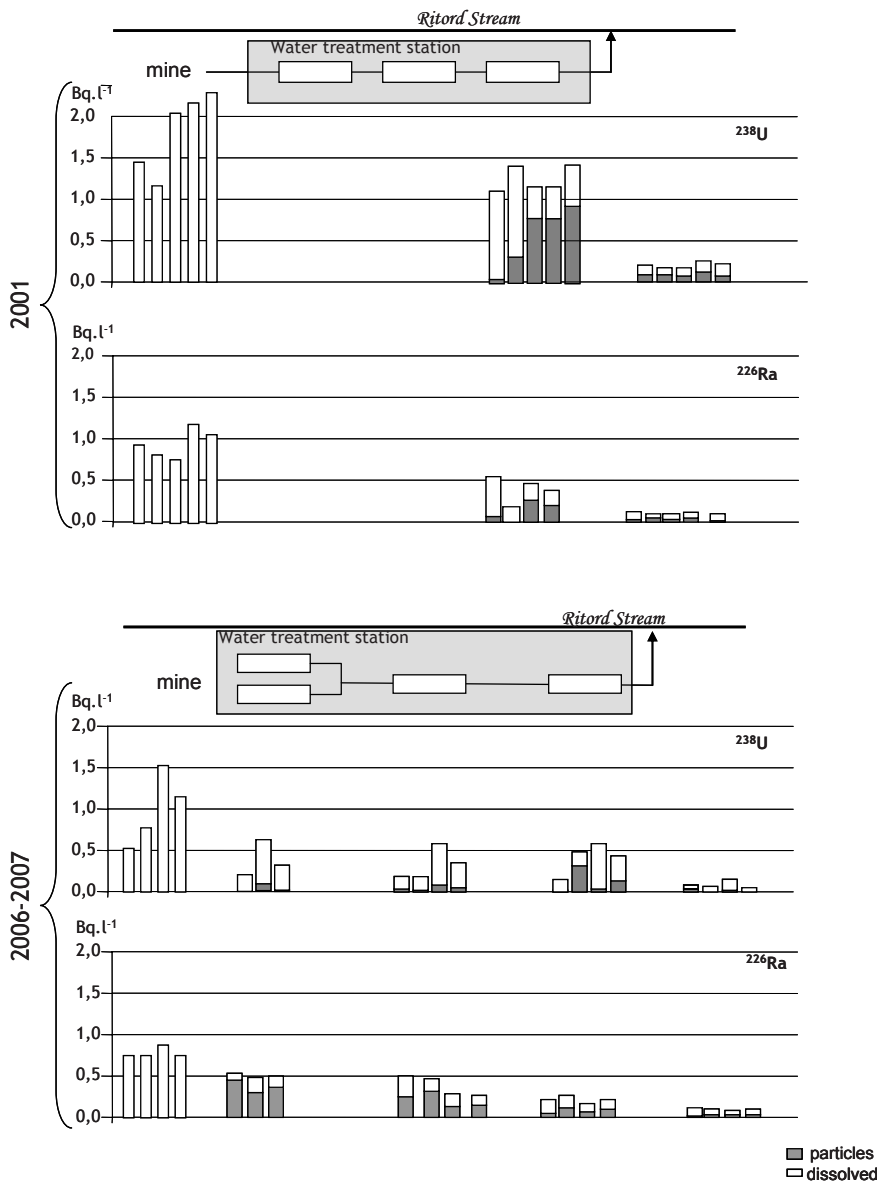 Ritord Stream
Water treatment station
mine
2001
Bq.l⁻¹
2,0
1,5
1,0
0,5
0,0
²³⁸U
Bq.l⁻¹
2,0
1,5
1,0
0,5
0,0
²²⁶Ra
Ritord Stream
Water treatment station
mine
2006-2007
Bq.l⁻¹
2,0
1,5
1,0
0,5
0,0
²³⁸U
Bq.l⁻¹
2,0
1,5
1,0
0,5
0,0
²²⁶Ra
particles
dissolved